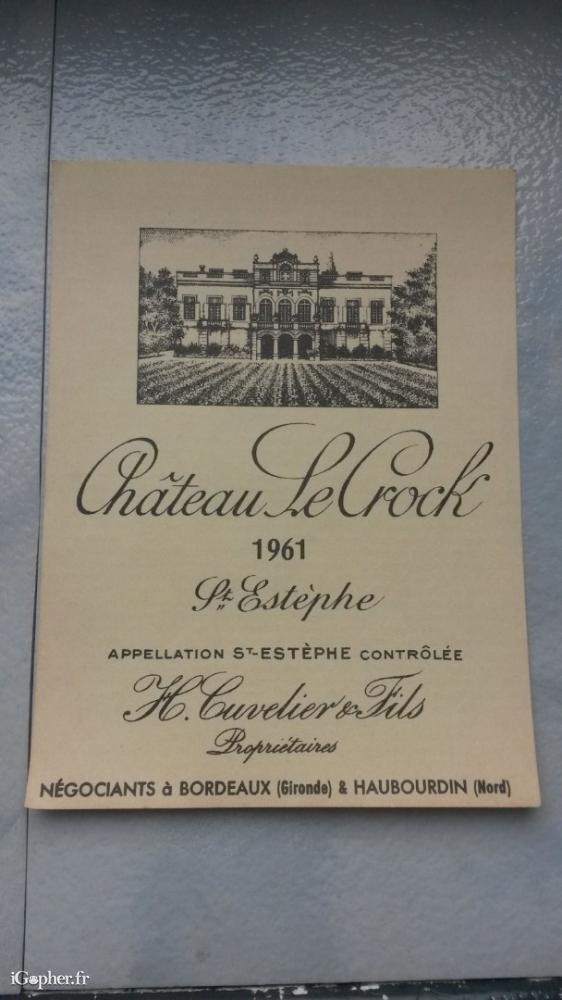 Château Le Crock
1961
St Estèphe
APPELLATION ST-ESTÈPHE CONTRÔLÉE
H. Cuvelier & Fils
Propriétaires
NÉGOCIANTS à BORDEAUX (Gironde) & HAUBOURDIN (Nord)
iGopher.fr